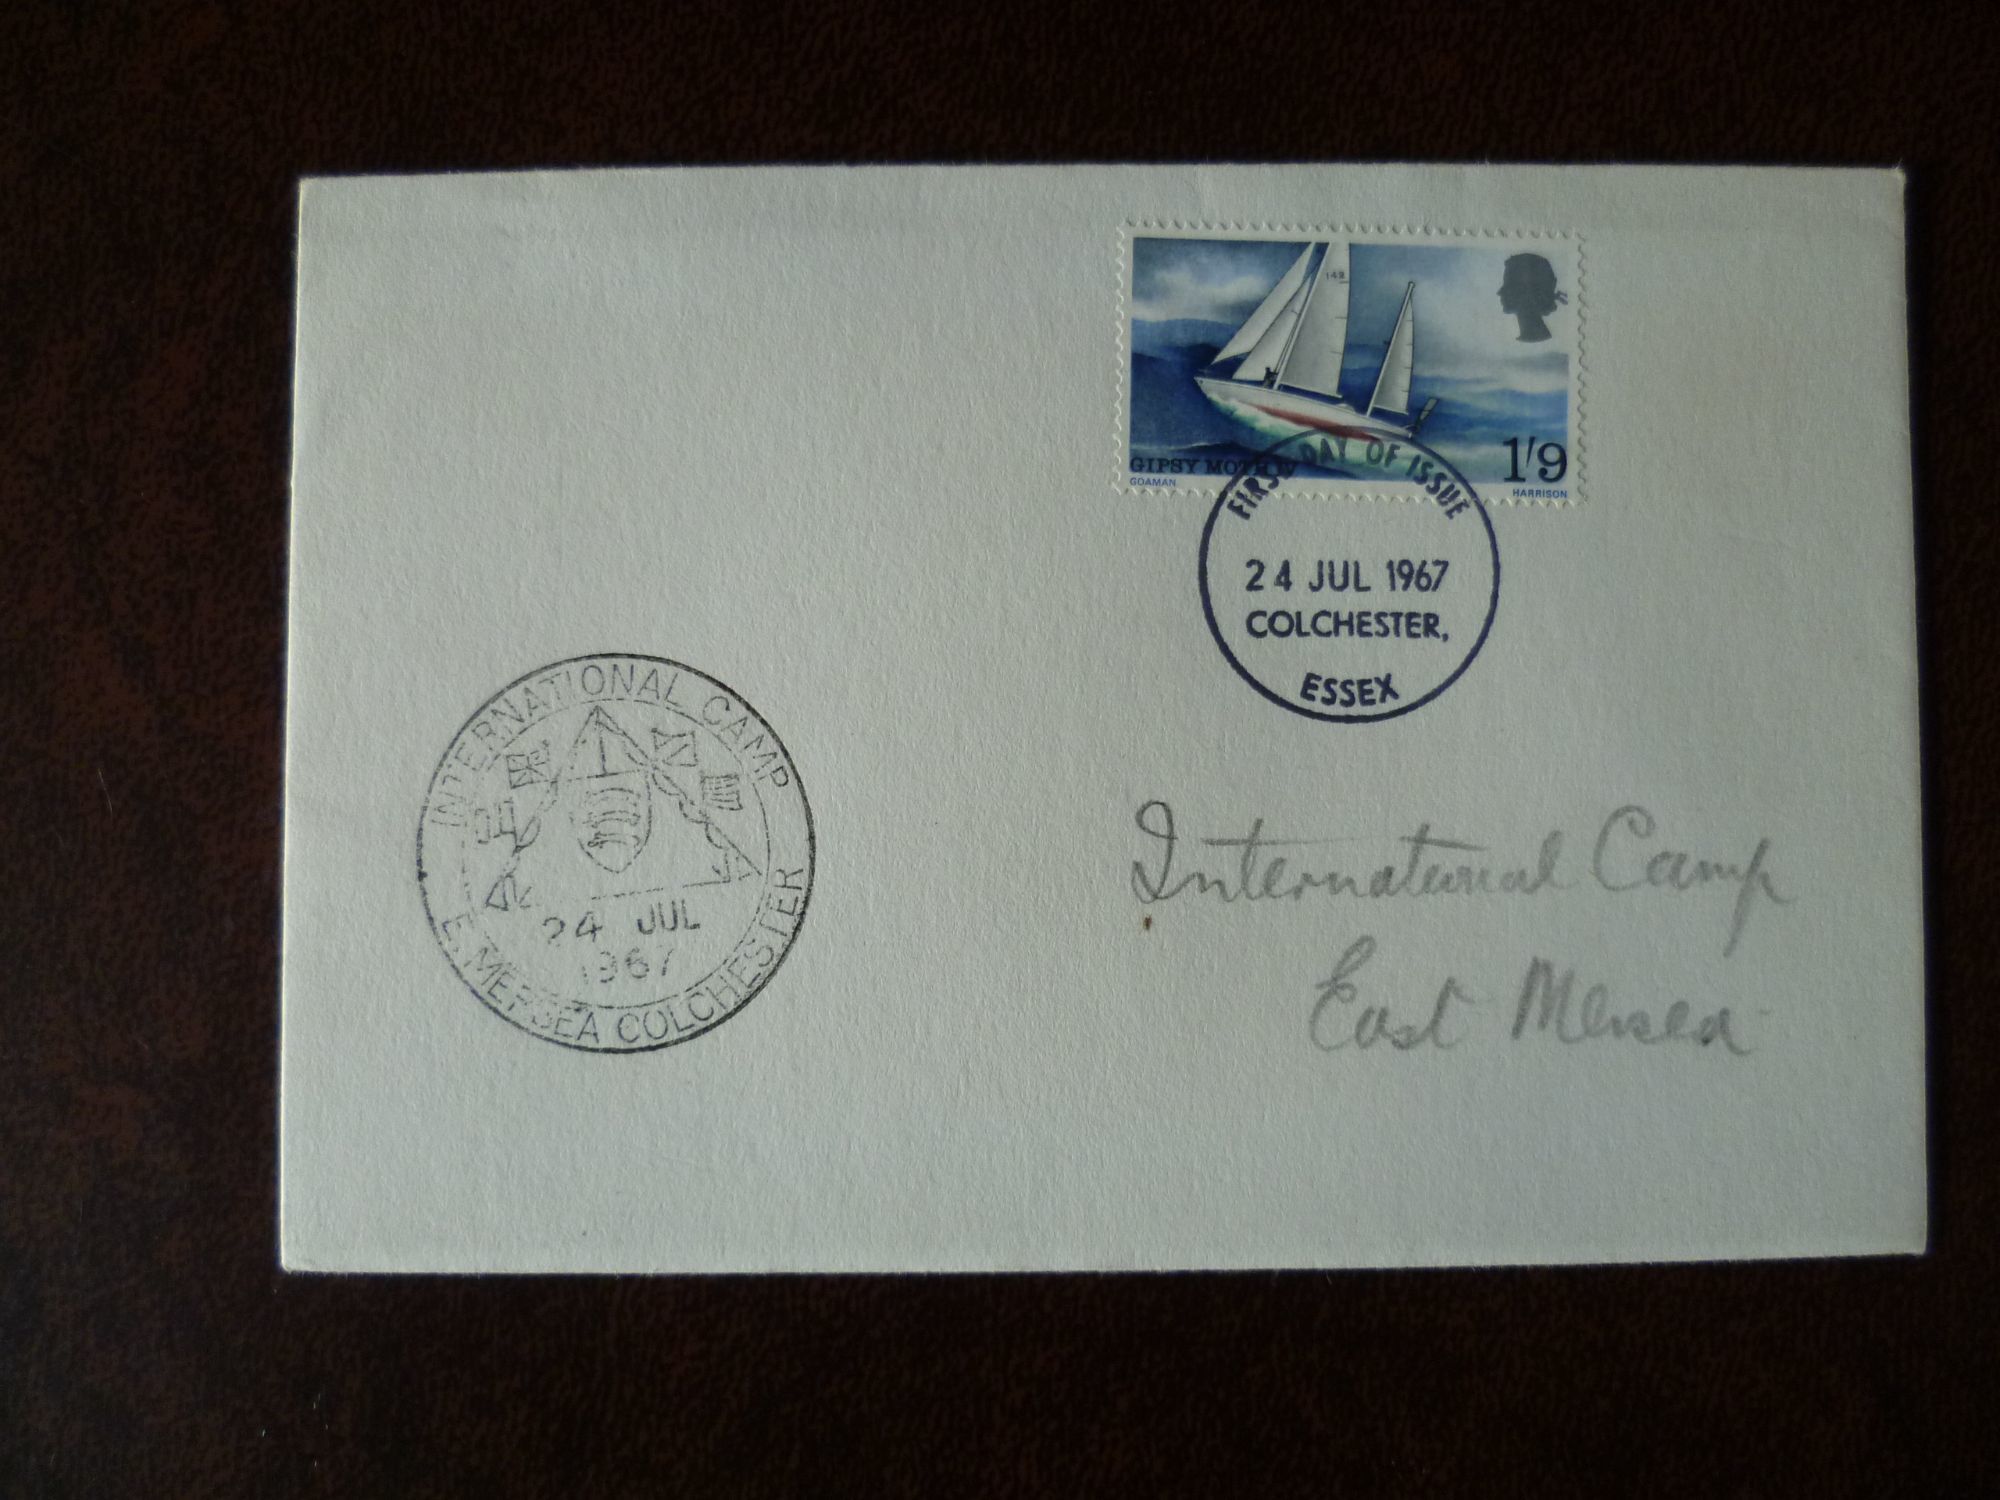 142
GIPSY MOTH IV
1'9
GOAMAN
HARRISON
FIRST DAY OF ISSUE
24 JUL 1967
COLCHESTER,
ESSEX
INTERNATIONAL CAMP
24 JUL
1967
E. MERSEA COLCHESTER
International Camp
East Mersea